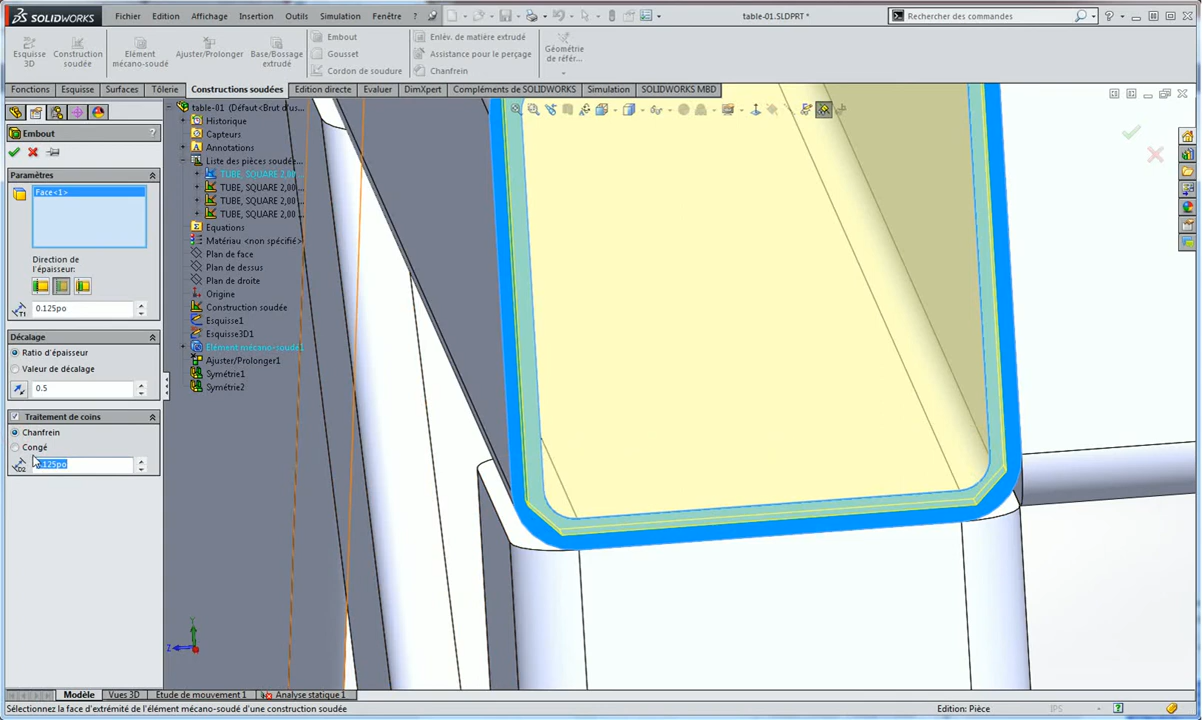 SOLIDWORKS
Fichier Edition Affichage Insertion Outils Simulation Fenêtre ?
table-01.SLDPRT *
Rechercher des commandes
Esquisse 3D
Construction soudée
Elément mécano-soudé
Ajuster/Prolonger
Base/Bossage extrudé
Embout
Gousset
Cordon de soudure
Enlèv. de matière extrudé
Assistance pour le perçage
Chanfrein
Géométrie de référ...
Fonctions Esquisse Surfaces Tôlerie Constructions soudées Edition directe Evaluer DimXpert Compléments de SOLIDWORKS Simulation SOLIDWORKS MBD
Embout ?
Paramètres
Face<1>
Direction de l'épaisseur:
0.125po
Décalage
Ratio d'épaisseur
Valeur de décalage
0.5
Traitement de coins
Chanfrein
Congé
0.125po
table-01 (Défaut<Brut d'us...
Historique
Capteurs
Annotations
Liste des pièces soudée...
TUBE, SQUARE 2,00 ...
TUBE, SQUARE 2,00 ...
TUBE, SQUARE 2,00 ...
TUBE, SQUARE 2,00 ...
Equations
Matériau <non spécifié>
Plan de face
Plan de dessus
Plan de droite
Origine
Construction soudée
Esquisse1
Esquisse3D1
Elément mécano-soudé1
Ajuster/Prolonger1
Symétrie1
Symétrie2
Y
Z
Modèle Vues 3D Etude de mouvement 1 Analyse statique 1
Sélectionnez la face d'extrémité de l'élément mécano-soudé d'une construction soudée
Edition: Pièce
IPS